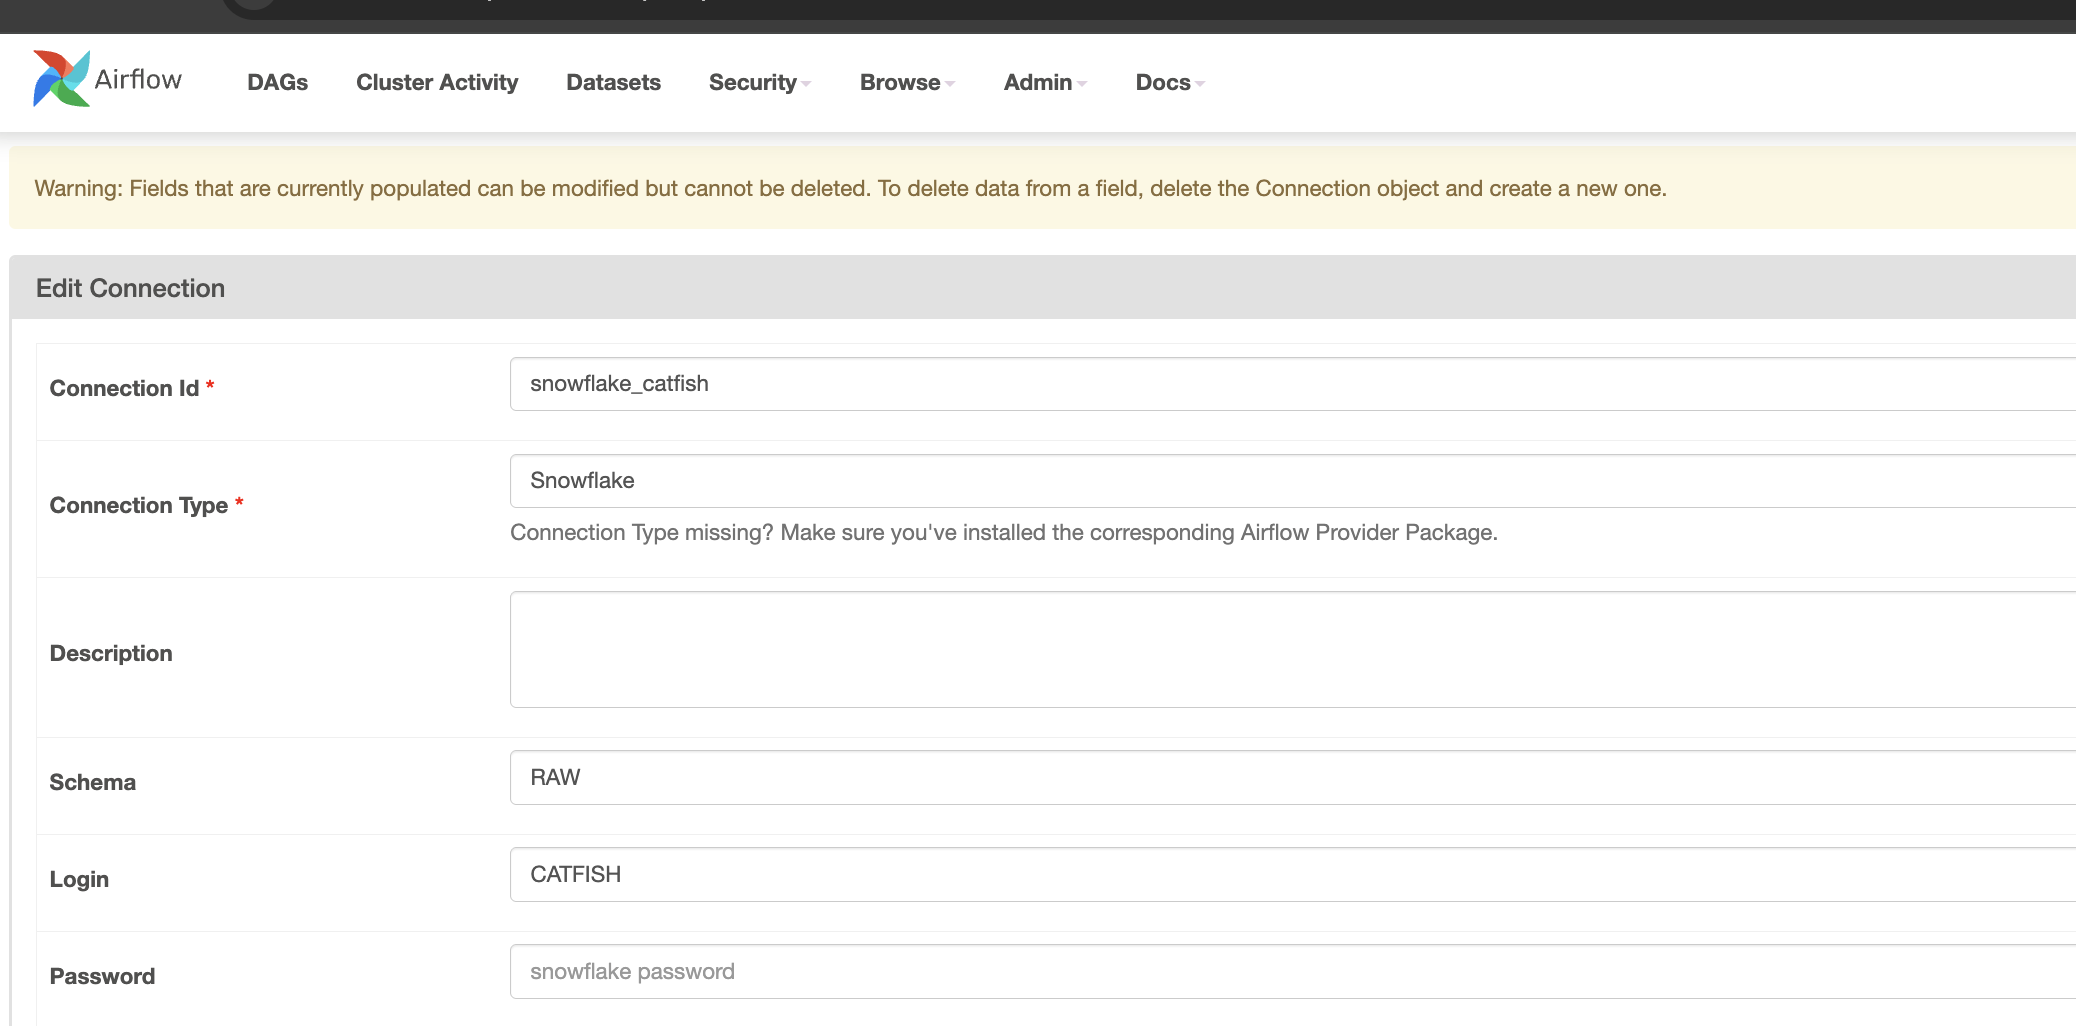 Airflow
DAGs Cluster Activity Datasets Security Browse Admin Docs
Warning: Fields that are currently populated can be modified but cannot be deleted. To delete data from a field, delete the Connection object and create a new one.
Edit Connection
Connection Id * snowflake_catfish
Connection Type * Snowflake
Connection Type missing? Make sure you've installed the corresponding Airflow Provider Package.
Description
Schema RAW
Login CATFISH
Password snowflake password